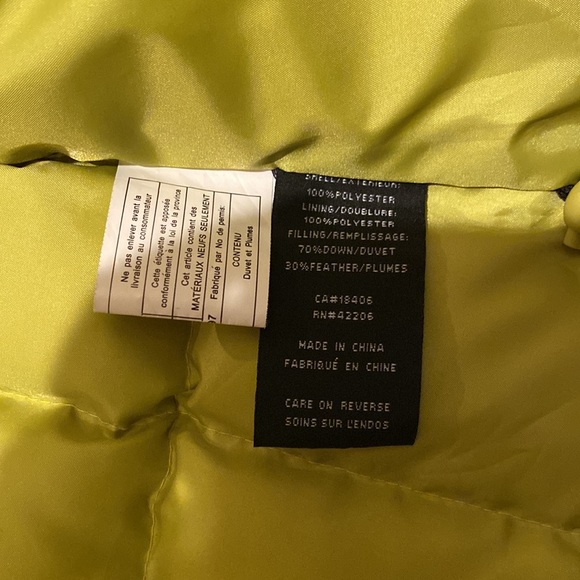 Ne pas enlever avant la
livraison au consommateur
Cette étiquette est apposée
conformément à la loi de la province
Cet article contient des
MATÉRIAUX NEUFS SEULEMENT
Fabriqué par No de permis:
97
CONTENU
Duvet et Plumes
SHELL/EXTERIEUR:
100%POLYESTER
LINING/DOUBLURE:
100%POLYESTER
FILLING/REMPLISSAGE:
70%DOWN/DUVET
30%FEATHER/PLUMES
CA#18406
RN#42206
MADE IN CHINA
FABRIQUÉ EN CHINE
CARE ON REVERSE
SOINS SUR L'ENDOS